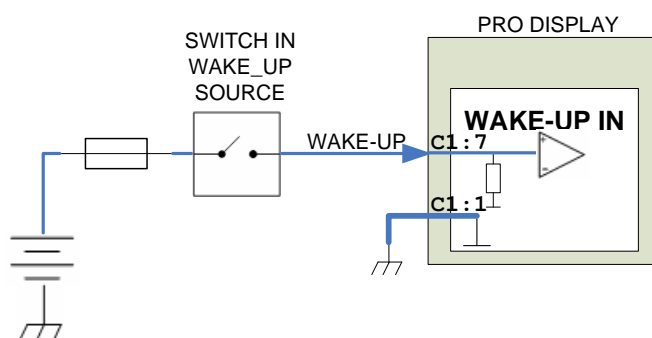 PRO DISPLAY
SWITCH IN
WAKE_UP
SOURCE
WAKE-UP IN
WAKE-UP
C1:7
C1:1